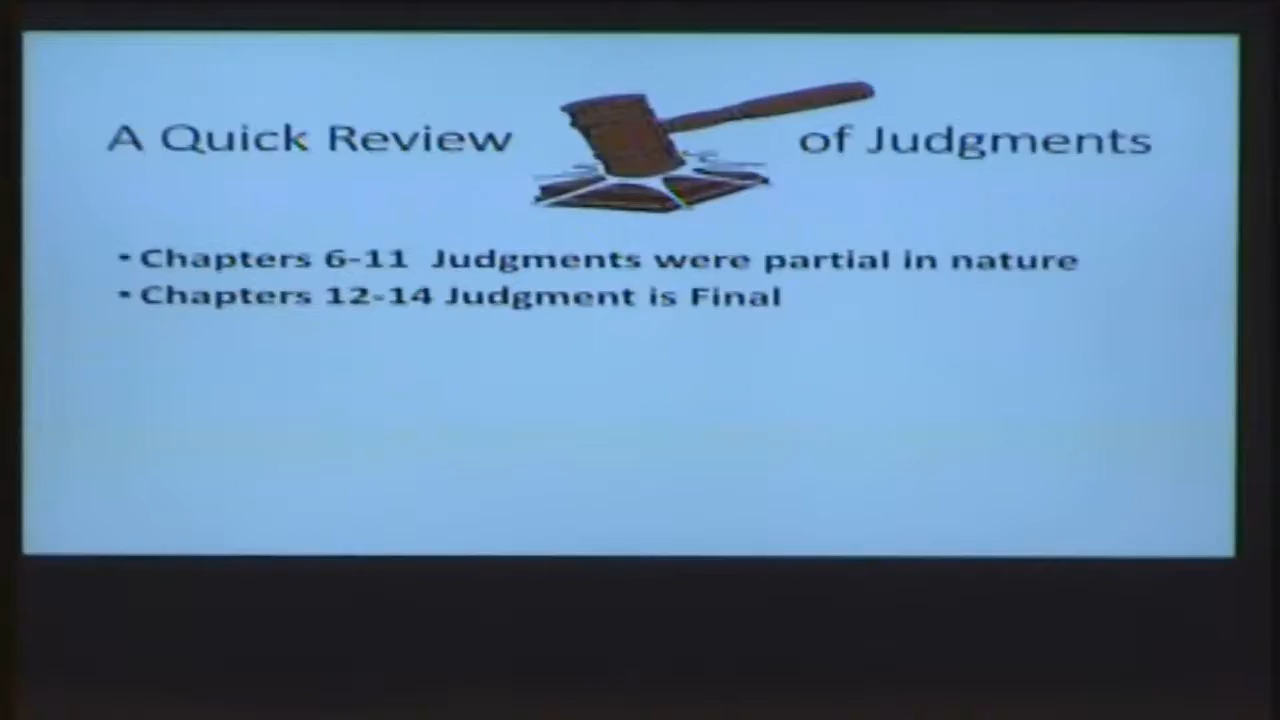 A Quick Review of Judgments
• Chapters 6-11 Judgments were partial in nature
• Chapters 12-14 Judgment is Final